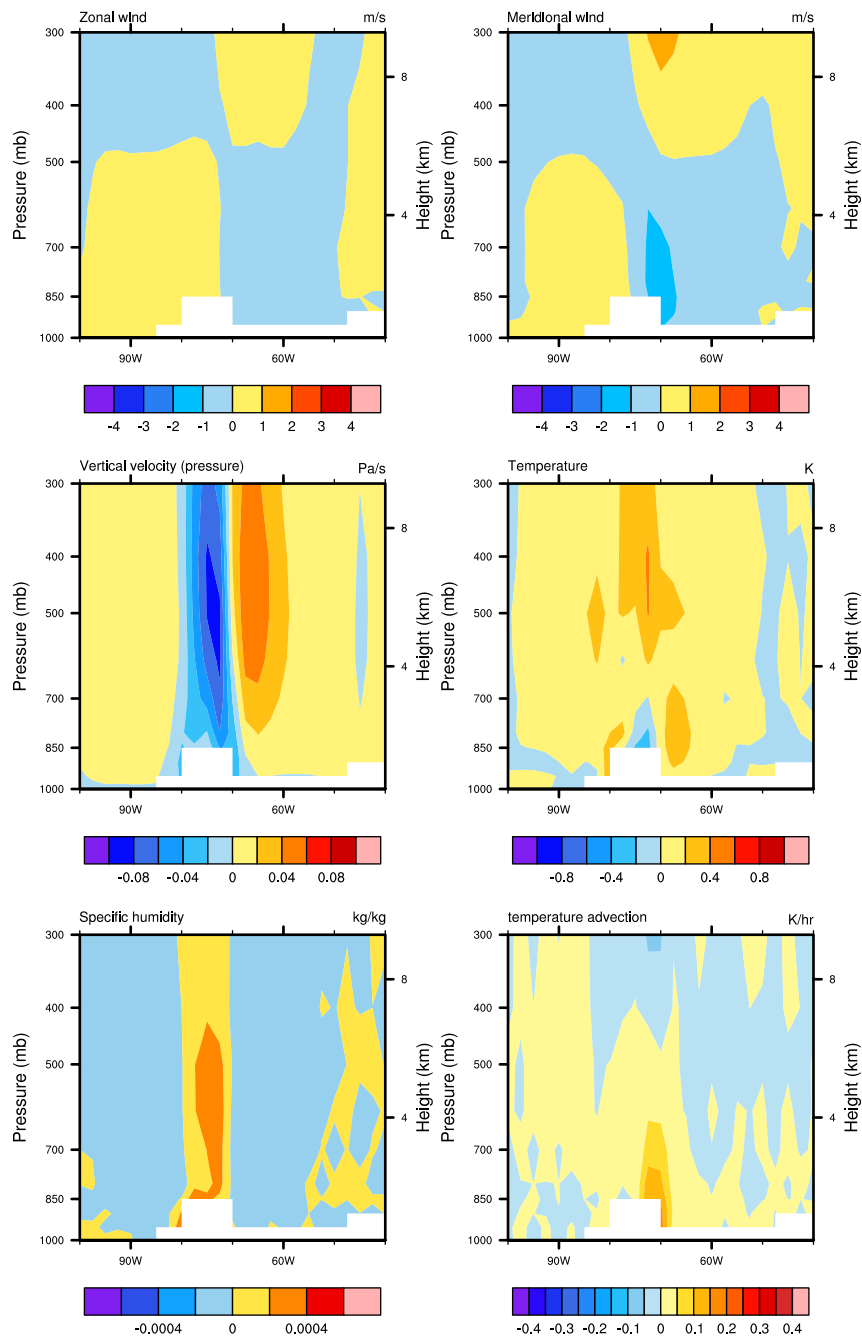 Zonal wind m/s
Meridional wind m/s
300
400
500
700
850
1000
Pressure (mb)
8
4
Height (km)
90W 60W
300
400
500
700
850
1000
Pressure (mb)
8
4
Height (km)
90W 60W
-4 -3 -2 -1 0 1 2 3 4
-4 -3 -2 -1 0 1 2 3 4
Vertical velocity (pressure) Pa/s
Temperature K
300
400
500
700
850
1000
Pressure (mb)
8
4
Height (km)
90W 60W
300
400
500
700
850
1000
Pressure (mb)
8
4
Height (km)
90W 60W
-0.08 -0.04 0 0.04 0.08
-0.8 -0.4 0 0.4 0.8
Specific humidity kg/kg
temperature advection K/hr
300
400
500
700
850
1000
Pressure (mb)
8
4
Height (km)
90W 60W
300
400
500
700
850
1000
Pressure (mb)
8
4
Height (km)
90W 60W
-0.0004 0 0.0004
-0.4 -0.3 -0.2 -0.1 0 0.1 0.2 0.3 0.4